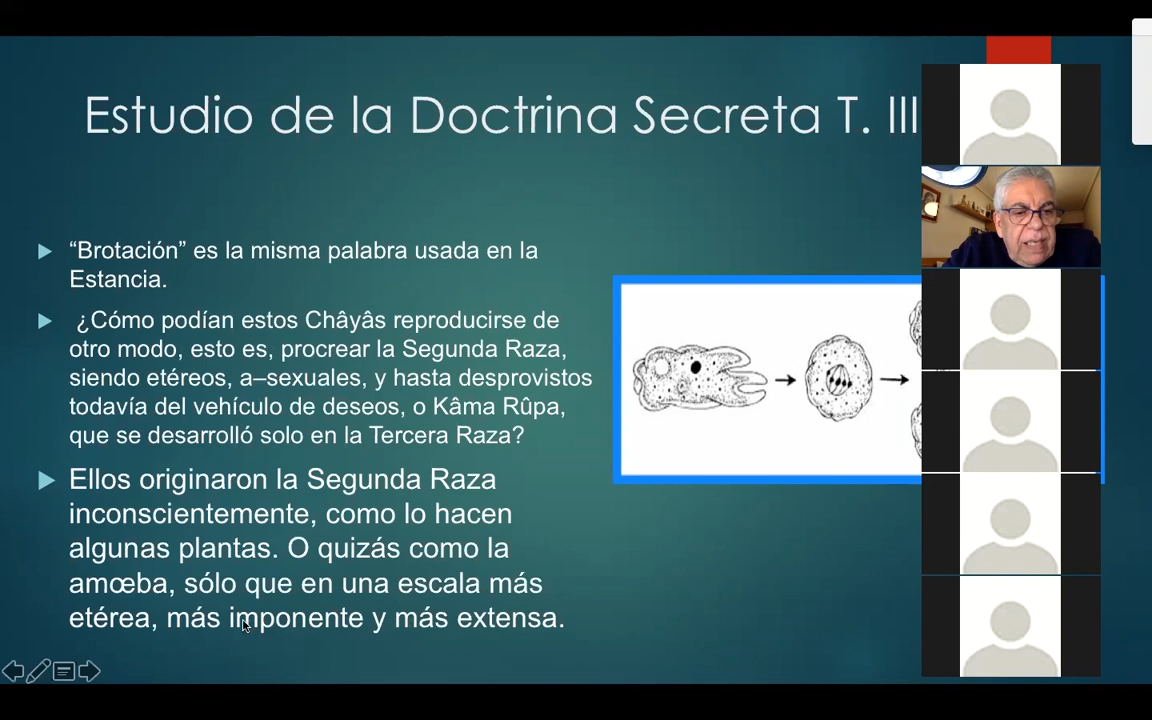 Estudio de la Doctrina Secreta T. III
“Brotación” es la misma palabra usada en la
Estancia.
¿Cómo podían estos Châyâs reproducirse de
otro modo, esto es, procrear la Segunda Raza,
siendo etéreos, a–sexuales, y hasta desprovistos
todavía del vehículo de deseos, o Kâma Rûpa,
que se desarrolló solo en la Tercera Raza?
Ellos originaron la Segunda Raza
inconscientemente, como lo hacen
algunas plantas. O quizás como la
amœba, sólo que en una escala más
etérea, más imponente y más extensa.